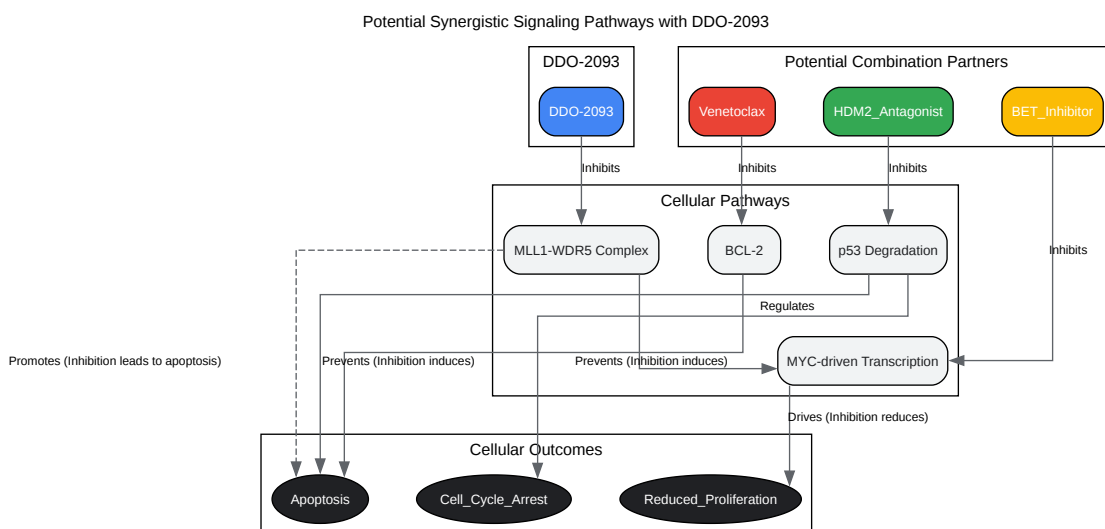 Potential Synergistic Signaling Pathways with DDO-2093
DDO-2093
Potential Combination Partners
DDO-2093
Venetoclax
HDM2_Antagonist
BET_Inhibitor
Inhibits
Inhibits
Inhibits
Cellular Pathways
MLL1-WDR5 Complex
BCL-2
p53 Degradation
Inhibits
Regulates
Promotes (Inhibition leads to apoptosis)
Prevents (Inhibition induces)
Prevents (Inhibition induces)
MYC-driven Transcription
Drives (Inhibition reduces)
Cellular Outcomes
Apoptosis
Cell_Cycle_Arrest
Reduced_Proliferation